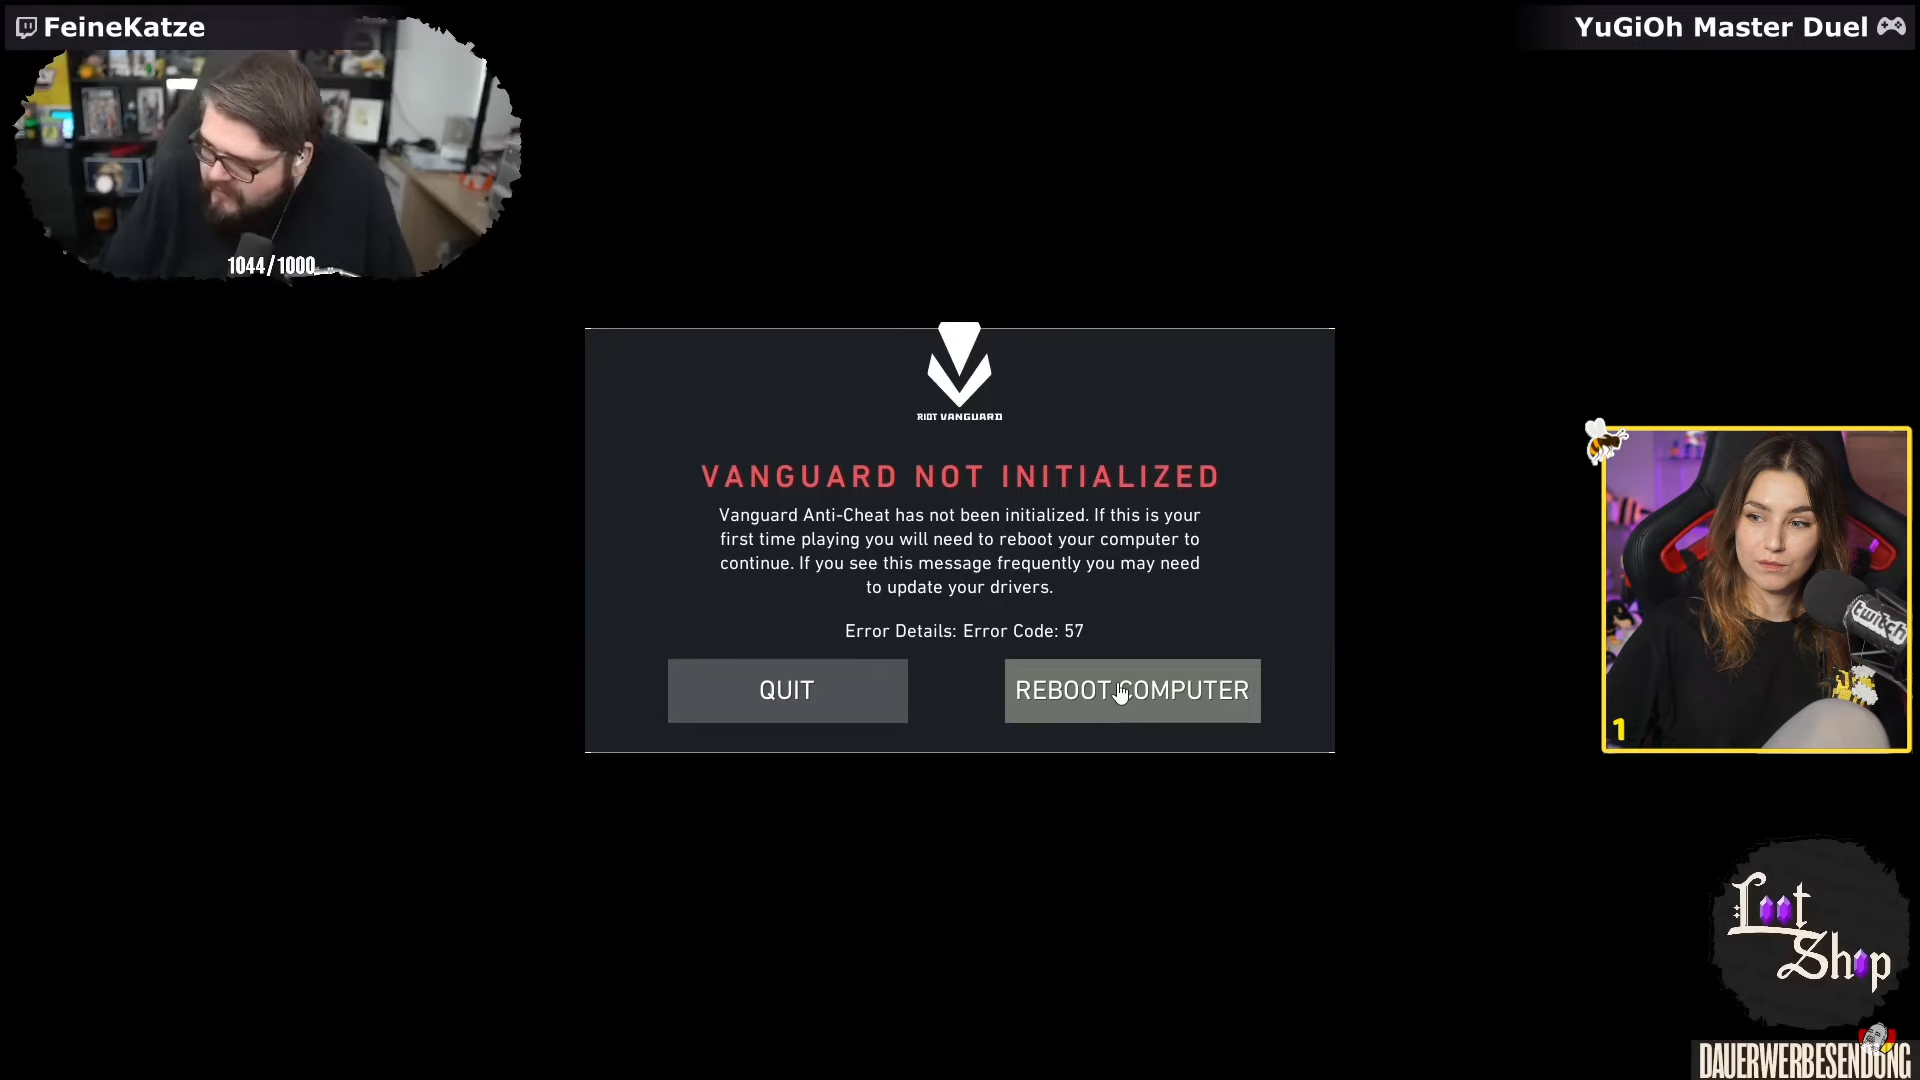 FeineKatze
YuGiOh Master Duel
1044/1000
RIOT VANGUARD
VANGUARD NOT INITIALIZED
Vanguard Anti-Cheat has not been initialized. If this is your
first time playing you will need to reboot your computer to
continue. If you see this message frequently you may need
to update your drivers.
Error Details: Error Code: 57
QUIT
REBOOT COMPUTER
twitch
1
Loot
Shop
DAUERWERBESENDUNG